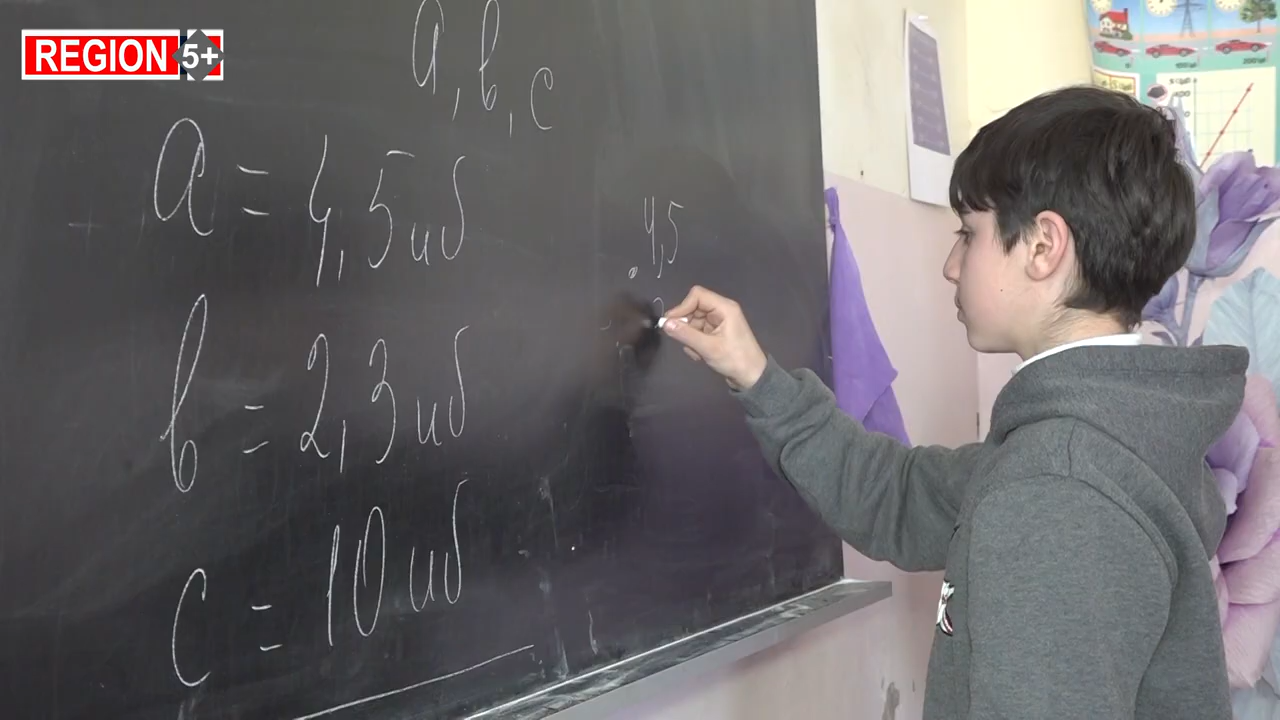 REGION 5+
a, b, c
a = 4,5 սմ
b = 2,3 սմ
c = 10 սմ
4,5